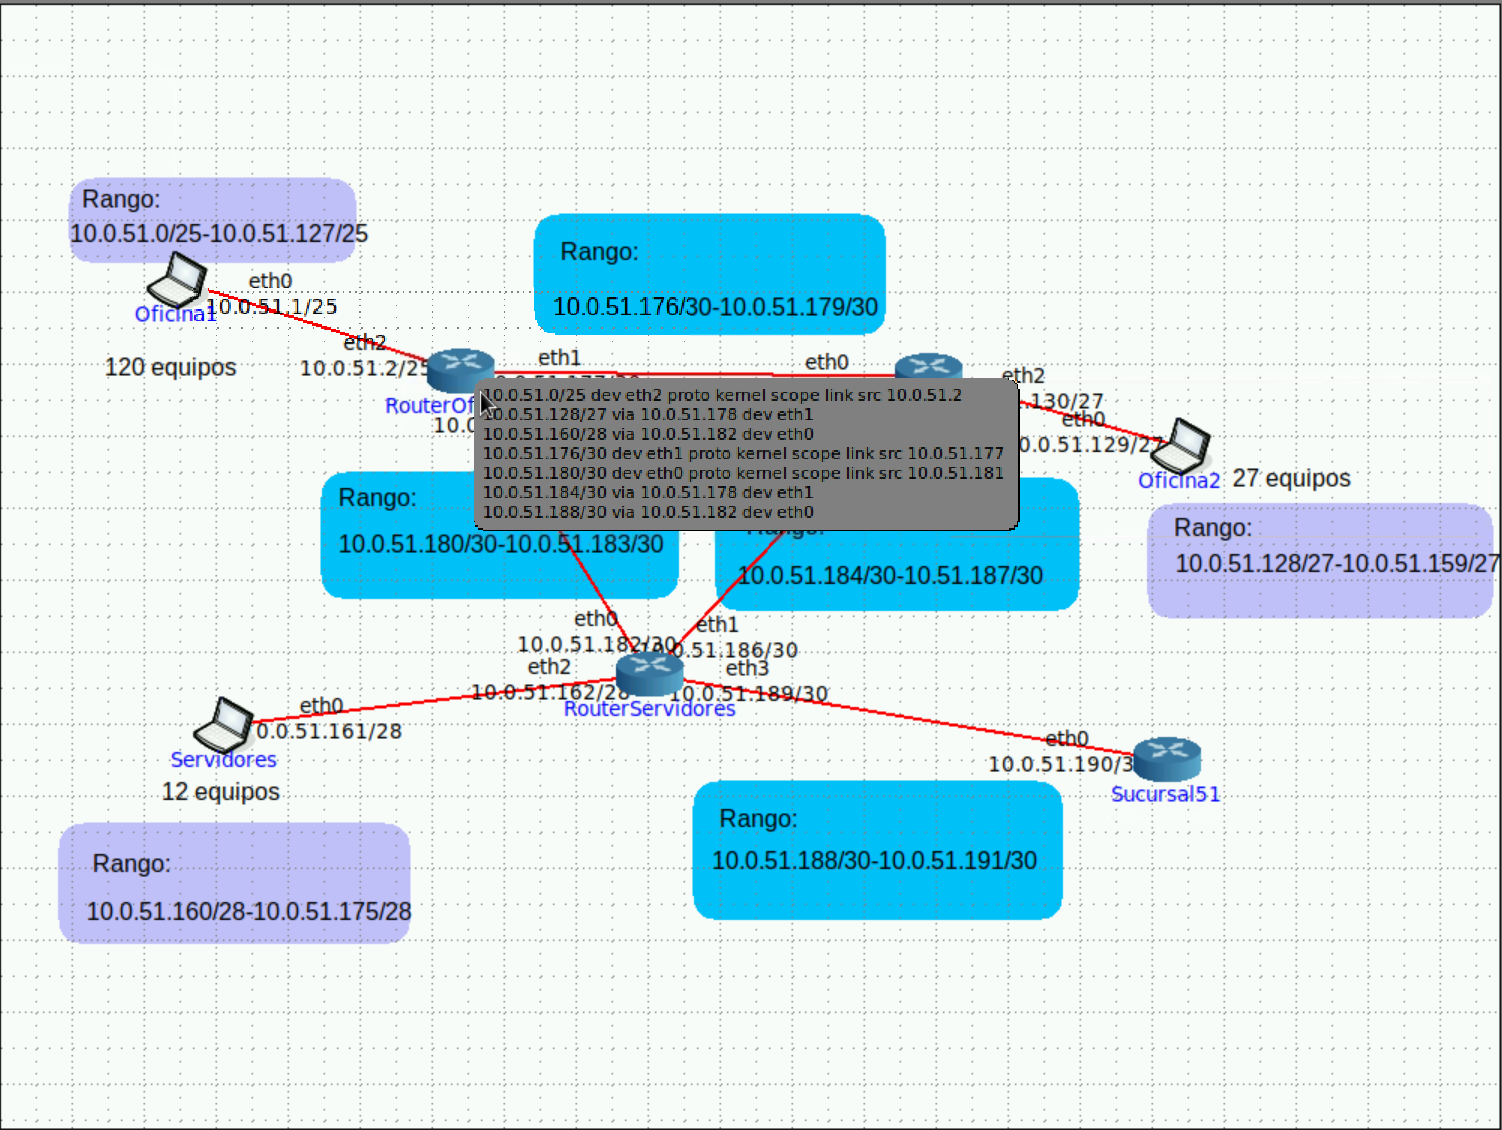 Rango:
10.0.51.0/25-10.0.51.127/25
eth0
10.0.51.1/25
Oficina1
eth2
10.0.51.2/25
120 equipos
Rango:
10.0.51.176/30-10.0.51.179/30
eth1
eth0
RouterOf
10.0
eth2
.130/27
eth0
0.0.51.129/27
Oficina2
27 equipos
10.0.51.0/25 dev eth2 proto kernel scope link src 10.0.51.2
10.0.51.128/27 via 10.0.51.178 dev eth1
10.0.51.160/28 via 10.0.51.182 dev eth0
10.0.51.176/30 dev eth1 proto kernel scope link src 10.0.51.177
10.0.51.180/30 dev eth0 proto kernel scope link src 10.0.51.181
10.0.51.184/30 via 10.0.51.178 dev eth1
10.0.51.188/30 via 10.0.51.182 dev eth0
Rango:
10.0.51.180/30-10.0.51.183/30
Rango:
10.0.51.184/30-10.51.187/30
Rango:
10.0.51.128/27-10.0.51.159/27
eth0
10.0.51.182/30
eth1
.0.51.186/30
eth2
10.0.51.162/28
eth3
10.0.51.189/30
RouterServidores
eth0
0.0.51.161/28
Servidores
12 equipos
eth0
10.0.51.190/3
Sucursal51
Rango:
10.0.51.188/30-10.0.51.191/30
Rango:
10.0.51.160/28-10.0.51.175/28